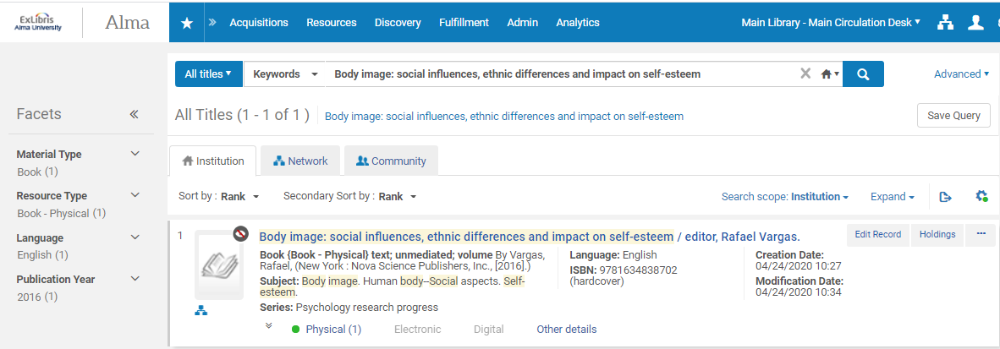 ExLibris
Alma University
Alma
Acquisitions Resources Discovery Fulfillment Admin Analytics
Main Library - Main Circulation Desk
All titles Keywords Body image: social influences, ethnic differences and impact on self-esteem
Advanced
Facets
All Titles (1 - 1 of 1 ) Body image: social influences, ethnic differences and impact on self-esteem
Save Query
Material Type
Book (1)
Resource Type
Book - Physical (1)
Language
English (1)
Publication Year
2016 (1)
Institution Network Community
Sort by : Rank Secondary Sort by : Rank
Search scope: Institution Expand
1
Body image: social influences, ethnic differences and impact on self-esteem / editor, Rafael Vargas.
Edit Record Holdings ...
Book {Book - Physical} text; unmediated; volume By Vargas,
Rafael, (New York : Nova Science Publishers, Inc., [2016].)
Subject: Body image. Human body--Social aspects. Self-
esteem.
Series: Psychology research progress
Language: English
ISBN: 9781634838702
(hardcover)
Creation Date:
04/24/2020 10:27
Modification Date:
04/24/2020 10:34
Physical (1) Electronic Digital Other details